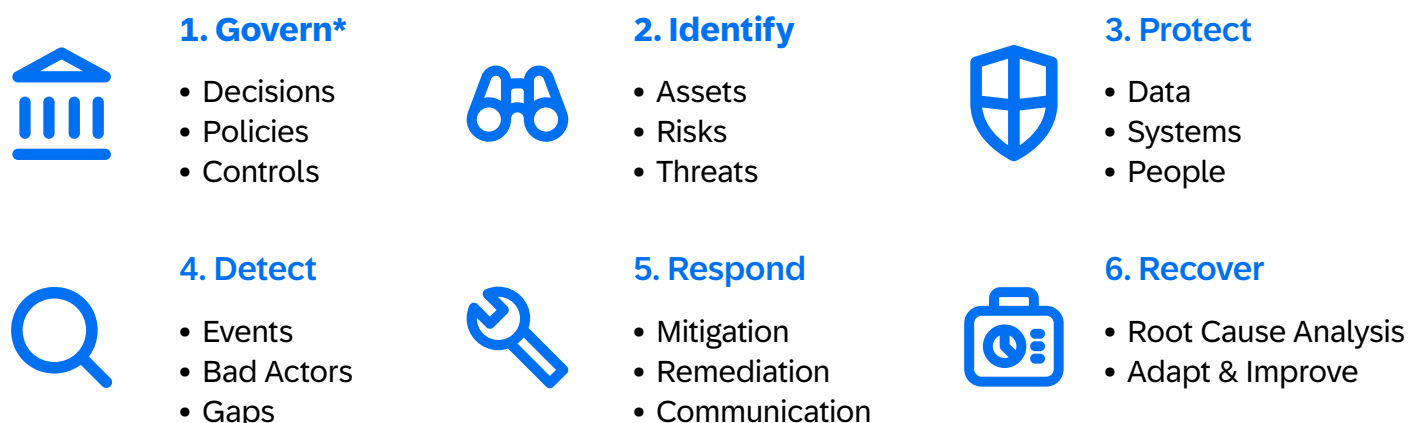 1. Govern*
• Decisions
• Policies
• Controls
2. Identify
• Assets
• Risks
• Threats
3. Protect
• Data
• Systems
• People
4. Detect
• Events
• Bad Actors
• Gaps
5. Respond
• Mitigation
• Remediation
• Communication
6. Recover
• Root Cause Analysis
• Adapt & Improve